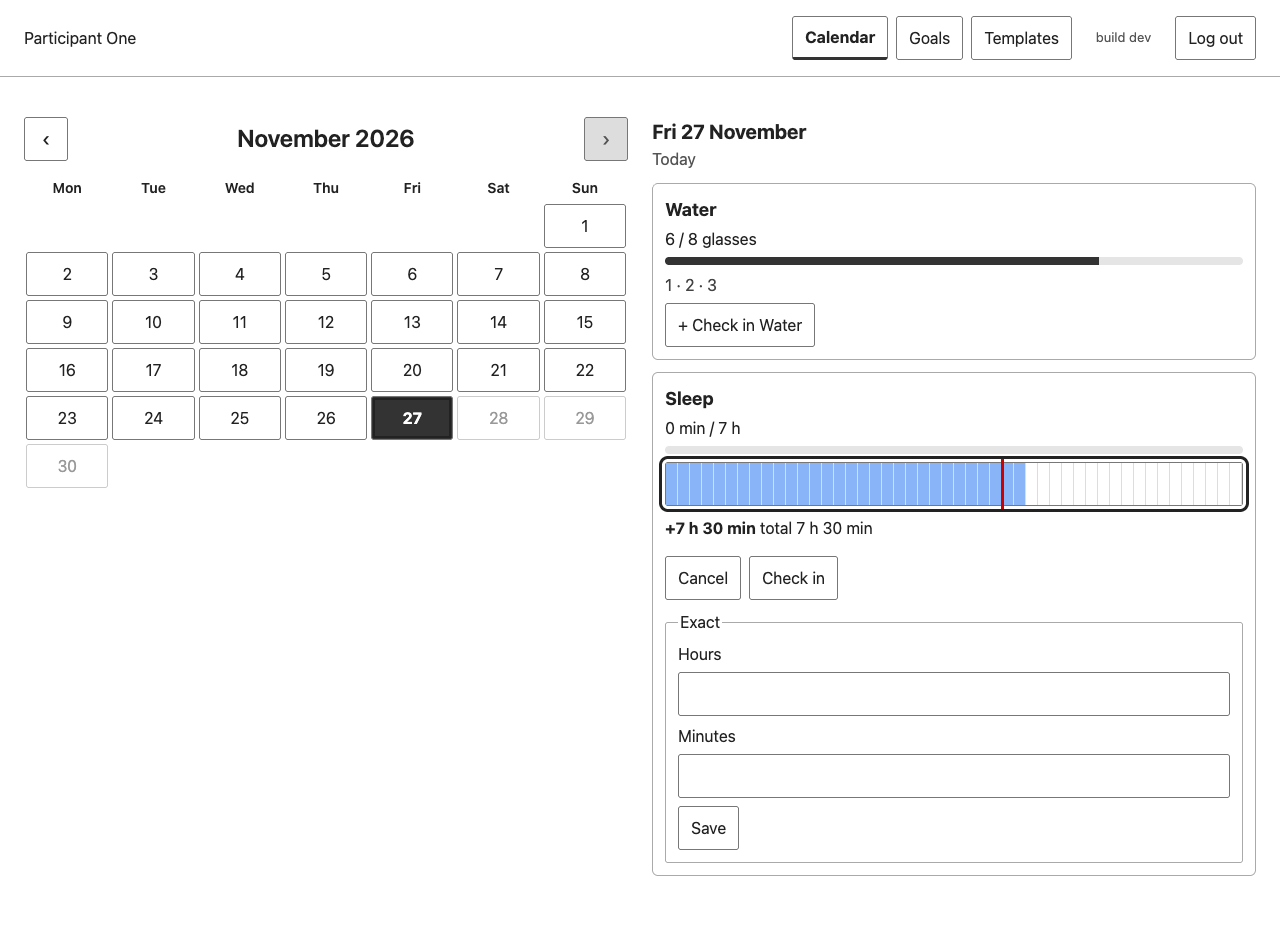 Participant One
Calendar
Goals
Templates
build dev
Log out
‹
November 2026
›
Mon Tue Wed Thu Fri Sat Sun
1
2 3 4 5 6 7 8
9 10 11 12 13 14 15
16 17 18 19 20 21 22
23 24 25 26 27 28 29
30
Fri 27 November
Today
Water
6 / 8 glasses
1 · 2 · 3
+ Check in Water
Sleep
0 min / 7 h
+7 h 30 min total 7 h 30 min
Cancel
Check in
Exact
Hours
Minutes
Save